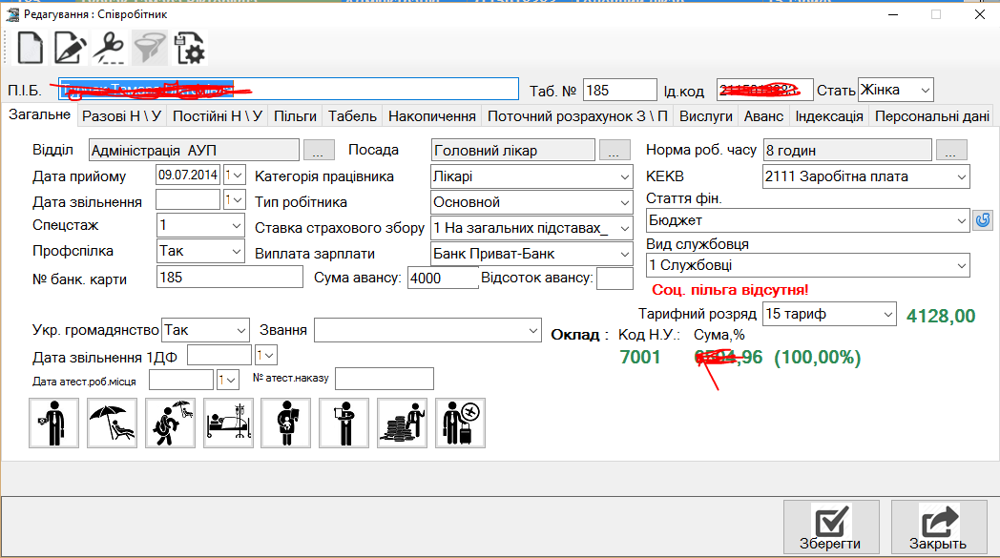 Редагування : Співробітник
П.І.Б. Таб. № 185 Ід.код Стать Жінка
Загальне Разові Н \ У Постійні Н \ У Пільги Табель Накопичення Поточний розрахунок З \ П Вислуги Аванс Індексація Персональні дані
Відділ Адміністрація АУП ... Посада Головний лікар ... Норма роб. часу 8 годин ...
Дата прийому 09.07.2014 1 Категорія працівника Лікарі КЕКВ 2111 Заробітна плата
Дата звільнення 1 Тип робітника Основной Стаття фін.
Спецстаж 1 Ставка страхового збору 1 На загальних підставах_ Бюджет
Профспілка Так Виплата зарплати Банк Приват-Банк Вид службовця
№ банк. карти 185 Сума авансу: 4000 Відсоток авансу: 1 Службовці
Соц. пільга відсутня!
Тарифний розряд 15 тариф 4128,00
Укр. громадянство Так Звання Оклад : Код Н.У.: Сума,%
Дата звільнення 1ДФ 1 7001 ,96 (100,00%)
Дата атест.роб.місця 1 № атест.наказу
Зберегти Закрыть